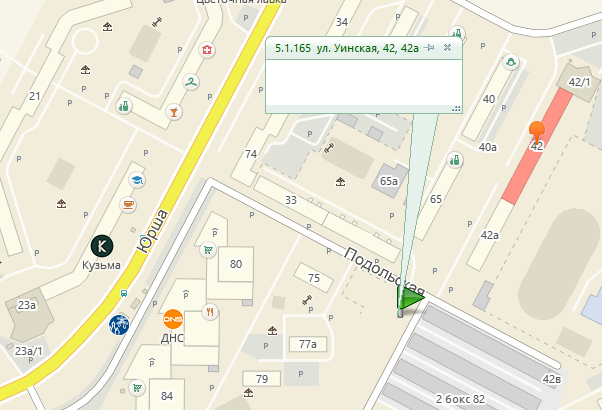 Цветочная лавка
34
5.1.165 ул. Уинская, 42, 42а
21
P
P
P
P
42/1
40
42
40а
74
65а
33
65
42а
Юрша
Подольская
Кузьма
80
75
23а
ДНС
DNS
77а
23а/1
79
84
42в
2 бокс 82